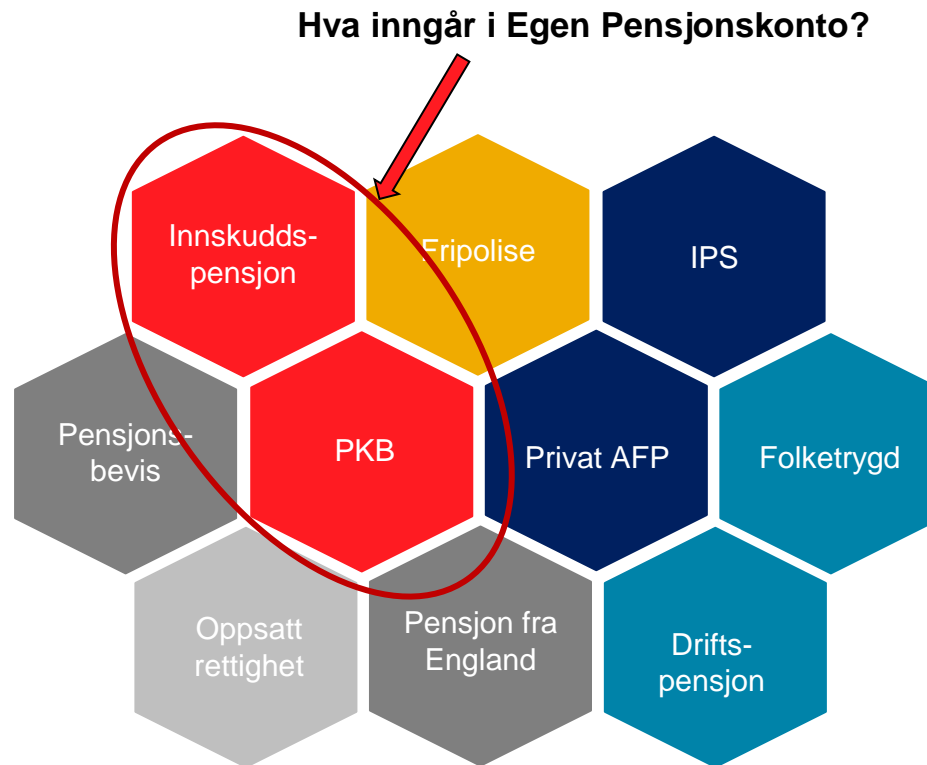 Hva inngår i Egen Pensjonskonto?
Innskudds-
pensjon
Fripolise
IPS
Pensjons-
bevis
PKB
Privat AFP
Folketrygd
Oppsatt
rettighet
Pensjon fra
England
Drifts-
pensjon